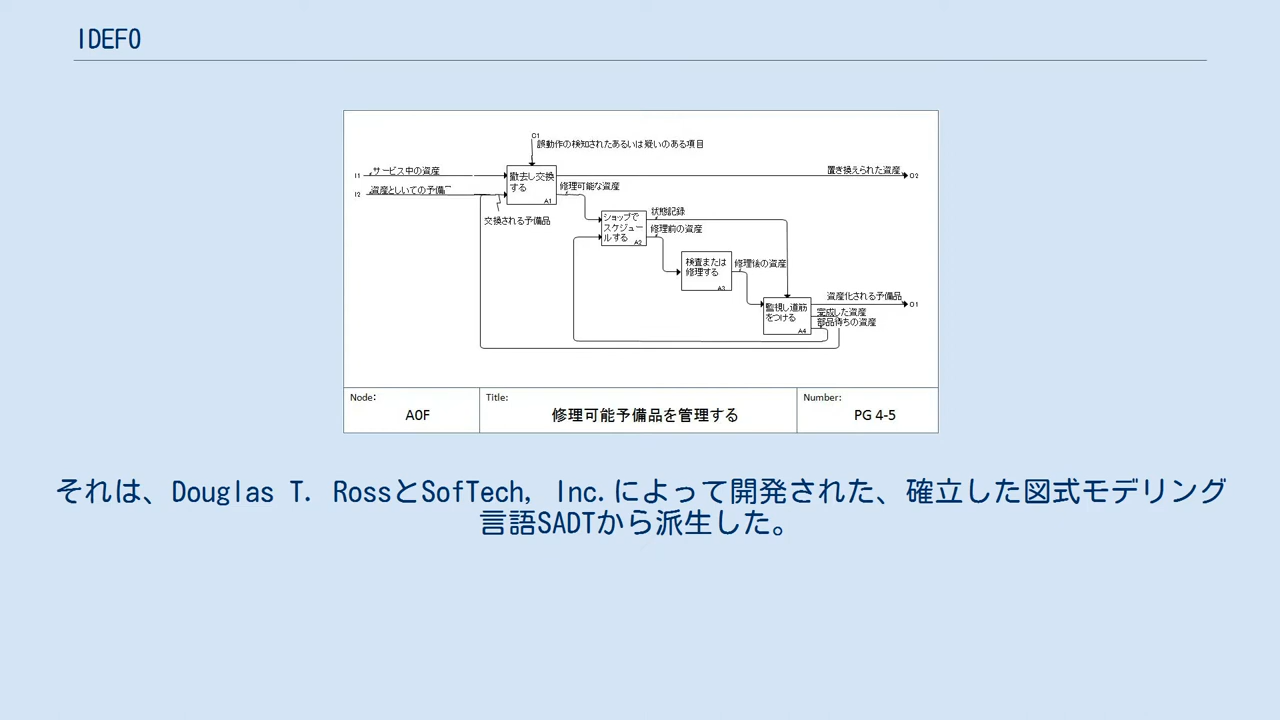 IDEF0
C1
誤動作の検知されたあるいは疑いのある項目
I1
サービス中の資産
置き換えられた資産
O2
撤去し交換
する
A1
I2
資産としいての予備
修理可能な資産
交換される予備品
ショップで
スケジュー
ルする
A2
状態記録
修理前の資産
検査または
修理する
A3
修理後の資産
監視し道筋
をつける
A4
資産化される予備品
O1
完成した資産
部品待ちの資産
Node:
A0F
Title:
修理可能予備品を管理する
Number:
PG 4-5
それは、Douglas T. RossとSofTech, Inc.によって開発された、確立した図式モデリング
言語SADTから派生した。